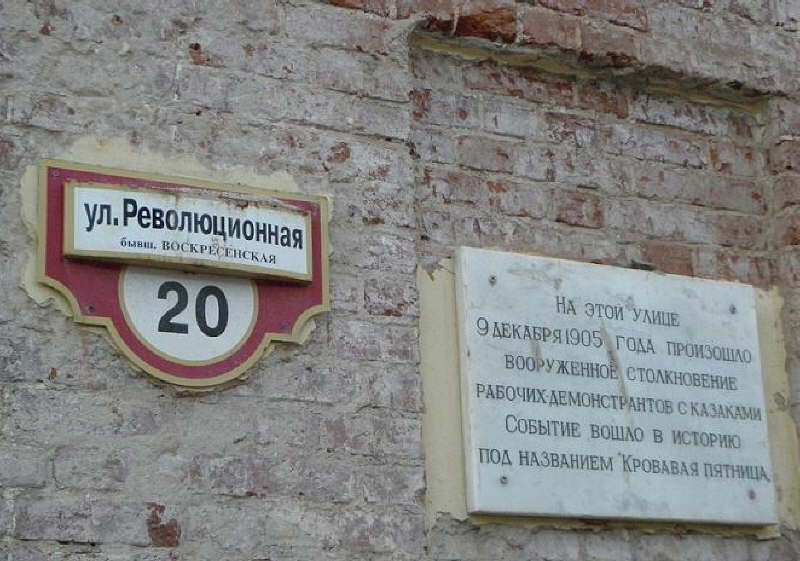 ул. Революционная
бывш. ВОСКРЕСЕНСКАЯ
20
НА ЭТОЙ УЛИЦЕ
9 ДЕКАБРЯ 1905 ГОДА ПРОИЗОШЛО
ВООРУЖЕННОЕ СТОЛКНОВЕНИЕ
РАБОЧИХ-ДЕМОНСТРАНТОВ С КАЗАКАМИ
СОБЫТИЕ ВОШЛО В ИСТОРИЮ
ПОД НАЗВАНИЕМ "КРОВАВАЯ ПЯТНИЦА